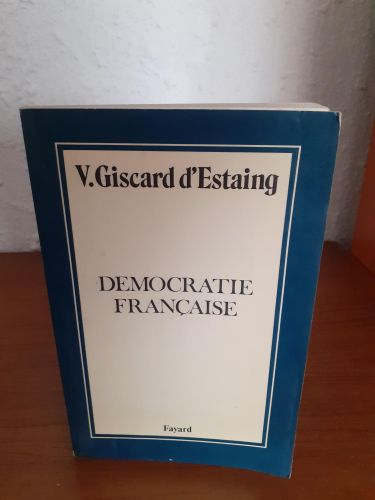 V.Giscard d'Estaing
DEMOCRATIE
FRANÇAISE
Fayard